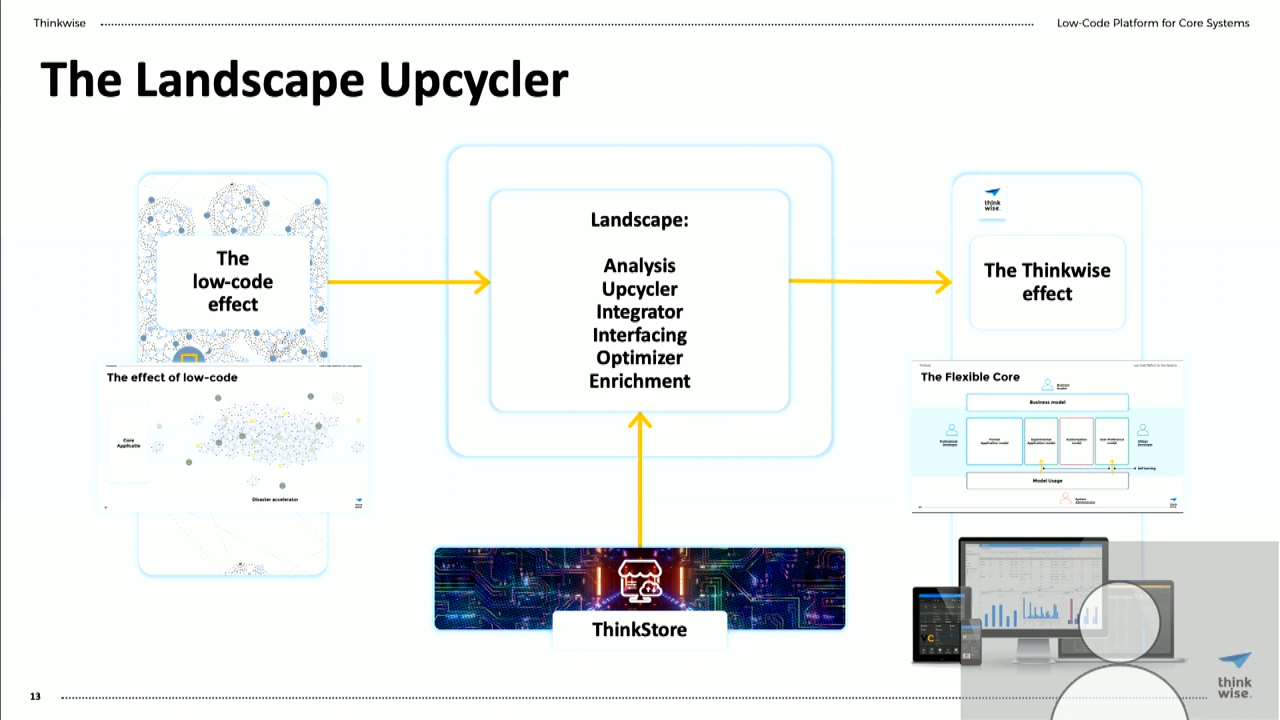 Thinkwise
Low-Code Platform for Core Systems
The Landscape Upcycler
The
low-code
effect
The effect of low-code
Core
Applicatie
Disaster accelerator
Landscape:
Analysis
Upcycler
Integrator
Interfacing
Optimizer
Enrichment
ThinkStore
think
wise.
The Thinkwise
effect
The Flexible Core
Business model
Model Usage
13
think
wise.